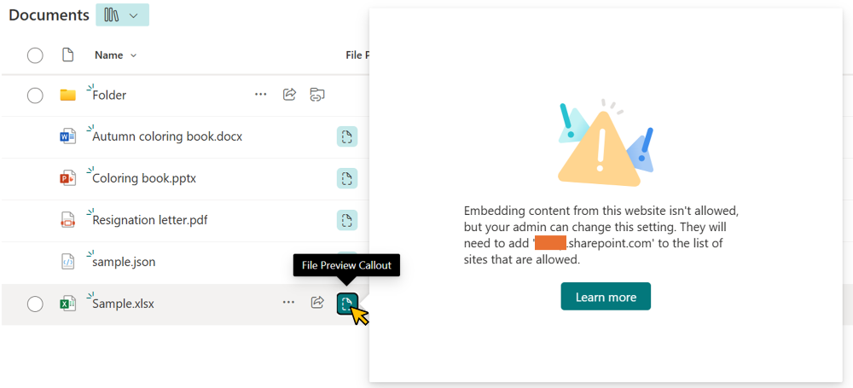 Documents
Name
File P
Folder
Autumn coloring book.docx
Coloring book.pptx
Resignation letter.pdf
sample.json
File Preview Callout
Sample.xlsx
Embedding content from this website isn't allowed,
but your admin can change this setting. They will
need to add '.sharepoint.com' to the list of
sites that are allowed.
Learn more